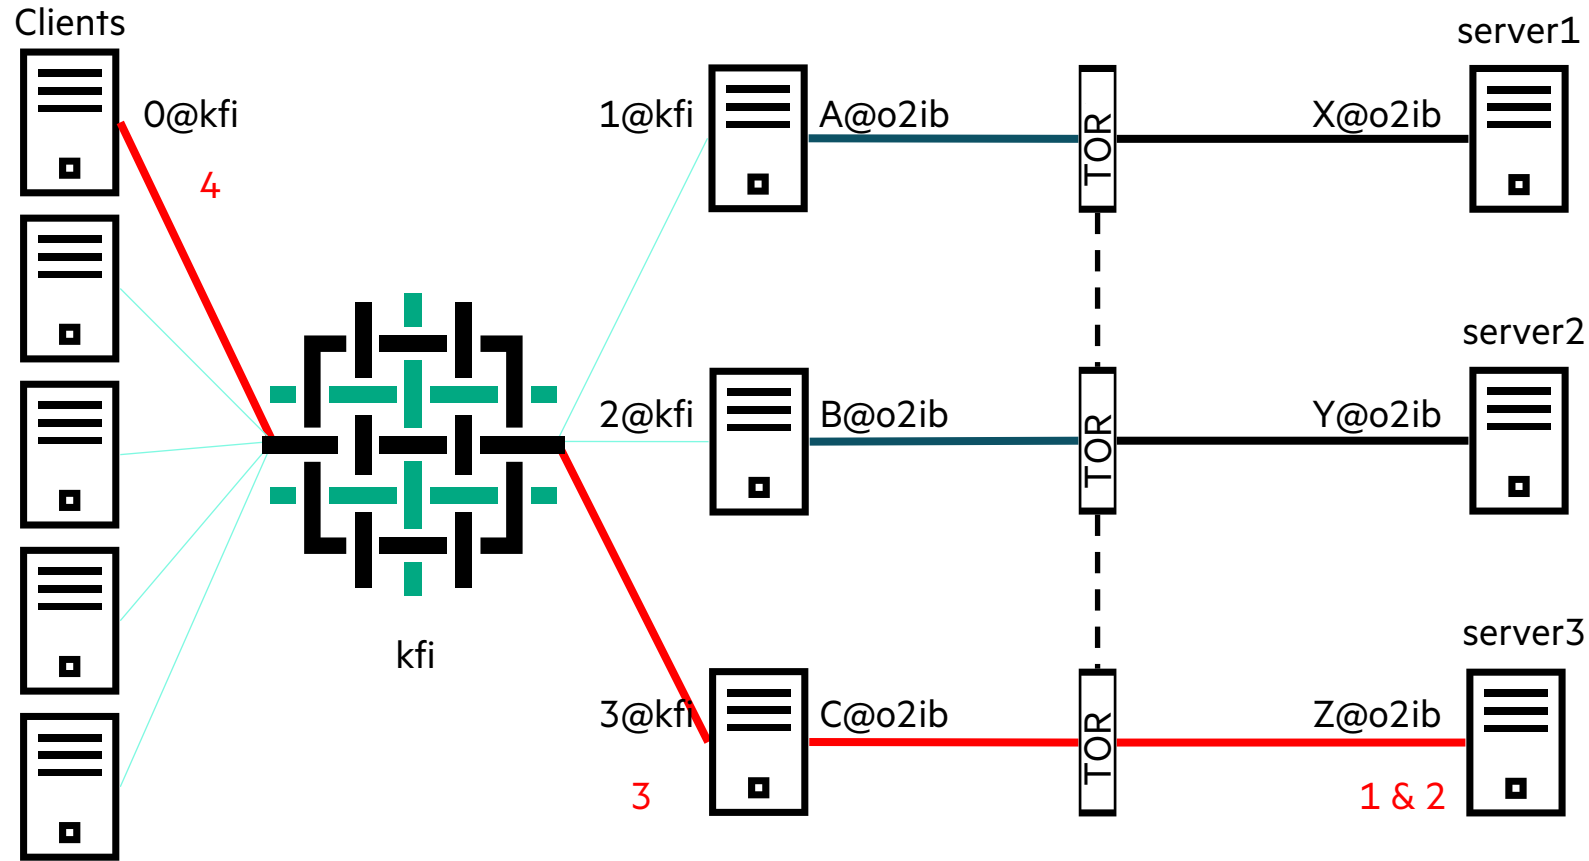 Clients
server1
0@kfi
1@kfi
A@o2ib
TOR
X@o2ib
4
server2
2@kfi
B@o2ib
TOR
Y@o2ib
kfi
server3
3@kfi
C@o2ib
TOR
Z@o2ib
3
1 & 2